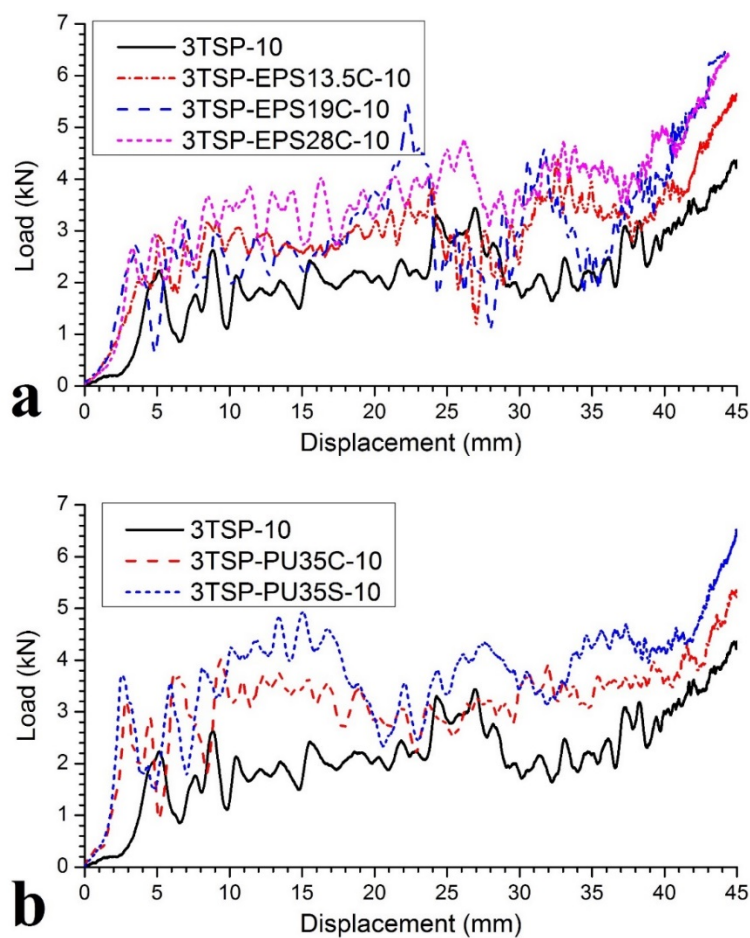 7
6
5
4
3
2
1
0
Load (kN)
3TSP-10
3TSP-EPS13.5C-10
3TSP-EPS19C-10
3TSP-EPS28C-10
0 5 10 15 20 25 30 35 40 45
Displacement (mm)
a
7
6
5
4
3
2
1
0
Load (kN)
3TSP-10
3TSP-PU35C-10
3TSP-PU35S-10
0 5 10 15 20 25 30 35 40 45
Displacement (mm)
b